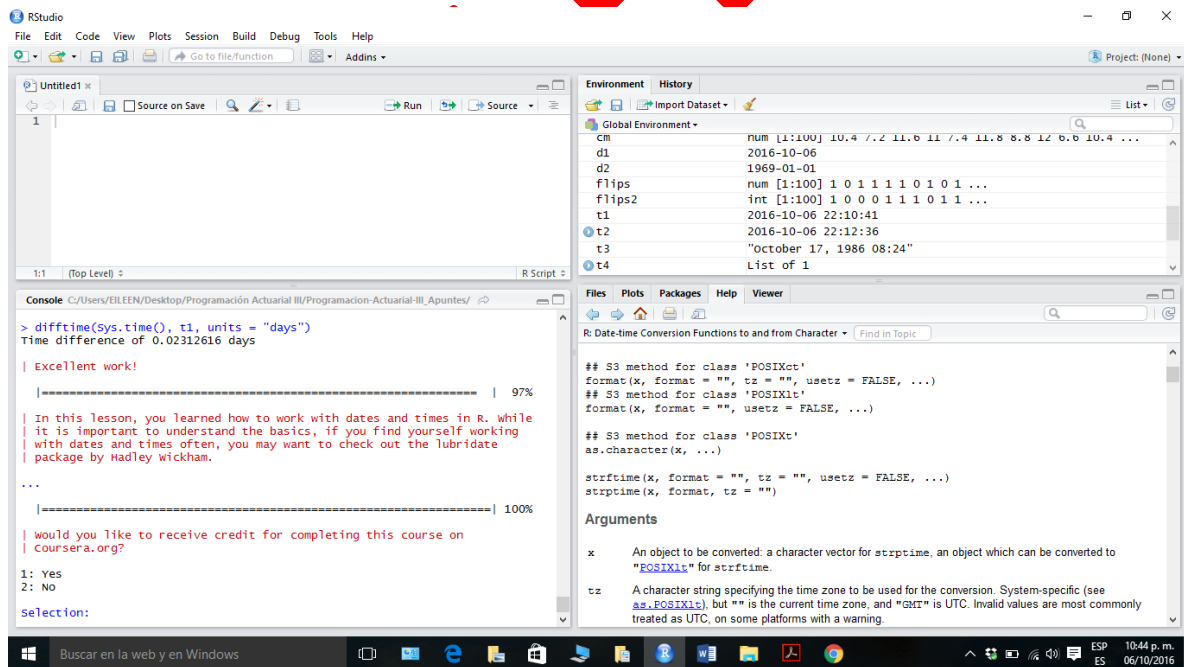 RStudio
File Edit Code View Plots Session Build Debug Tools Help
Go to file/function Addins Project: (None)
Untitled1
Source on Save Run Source
1
1:1 (Top Level) R Script
Console C:/Users/EILEEN/Desktop/Programación Actuarial III/Programacion-Actuarial-III_Apuntes/
> difftime(Sys.time(), t1, units = "days")
Time difference of 0.02312616 days
| Excellent work!
|=============================================================== | 97%
| In this lesson, you learned how to work with dates and times in R. While
| it is important to understand the basics, if you find yourself working
| with dates and times often, you may want to check out the lubridate
| package by Hadley Wickham.
...
|=================================================================| 100%
| Would you like to receive credit for completing this course on
| Coursera.org?
1: Yes
2: No
Selection:
Environment History
Import Dataset List
Global Environment
cm num [1:100] 10.4 7.2 11.6 11 7.4 11.8 8.8 12 6.6 10.4 ...
d1 2016-10-06
d2 1969-01-01
flips num [1:100] 1 0 1 1 1 1 0 1 0 1 ...
flips2 int [1:100] 1 0 0 0 1 1 1 0 1 1 ...
t1 2016-10-06 22:10:41
t2 2016-10-06 22:12:36
t3 "October 17, 1986 08:24"
t4 List of 1
Files Plots Packages Help Viewer
R: Date-time Conversion Functions to and from Character Find in Topic
## S3 method for class 'POSIXct'
format(x, format = "", tz = "", usetz = FALSE, ...)
## S3 method for class 'POSIXlt'
format(x, format = "", usetz = FALSE, ...)
## S3 method for class 'POSIXt'
as.character(x, ...)
strftime(x, format = "", tz = "", usetz = FALSE, ...)
strptime(x, format, tz = "")
Arguments
x An object to be converted: a character vector for strptime, an object which can be converted to
"POSIXlt" for strftime.
tz A character string specifying the time zone to be used for the conversion. System-specific (see
as.POSIXlt), but "" is the current time zone, and "GMT" is UTC. Invalid values are most commonly
treated as UTC, on some platforms with a warning.
Buscar en la web y en Windows
ESP
ES
10:44 p. m.
06/10/2016